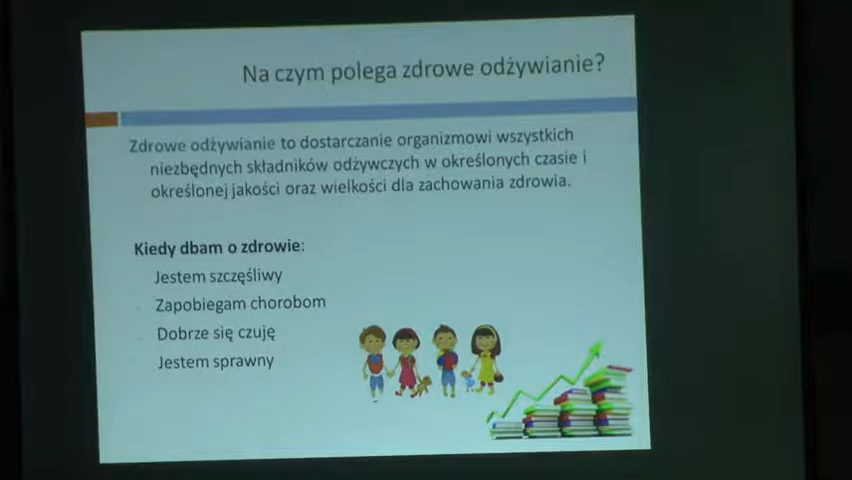 Na czym polega zdrowe odżywianie?
Zdrowe odżywianie to dostarczanie organizmowi wszystkich
niezbędnych składników odżywczych w określonych czasie i
określonej jakości oraz wielkości dla zachowania zdrowia.
Kiedy dbam o zdrowie:
Jestem szczęśliwy
Zapobiegam chorobom
Dobrze się czuję
Jestem sprawny